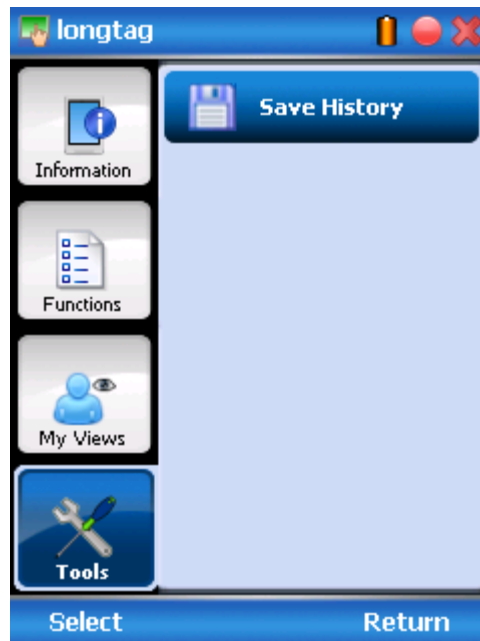 longtag
Information
Save History
Functions
My Views
Tools
Select
Return